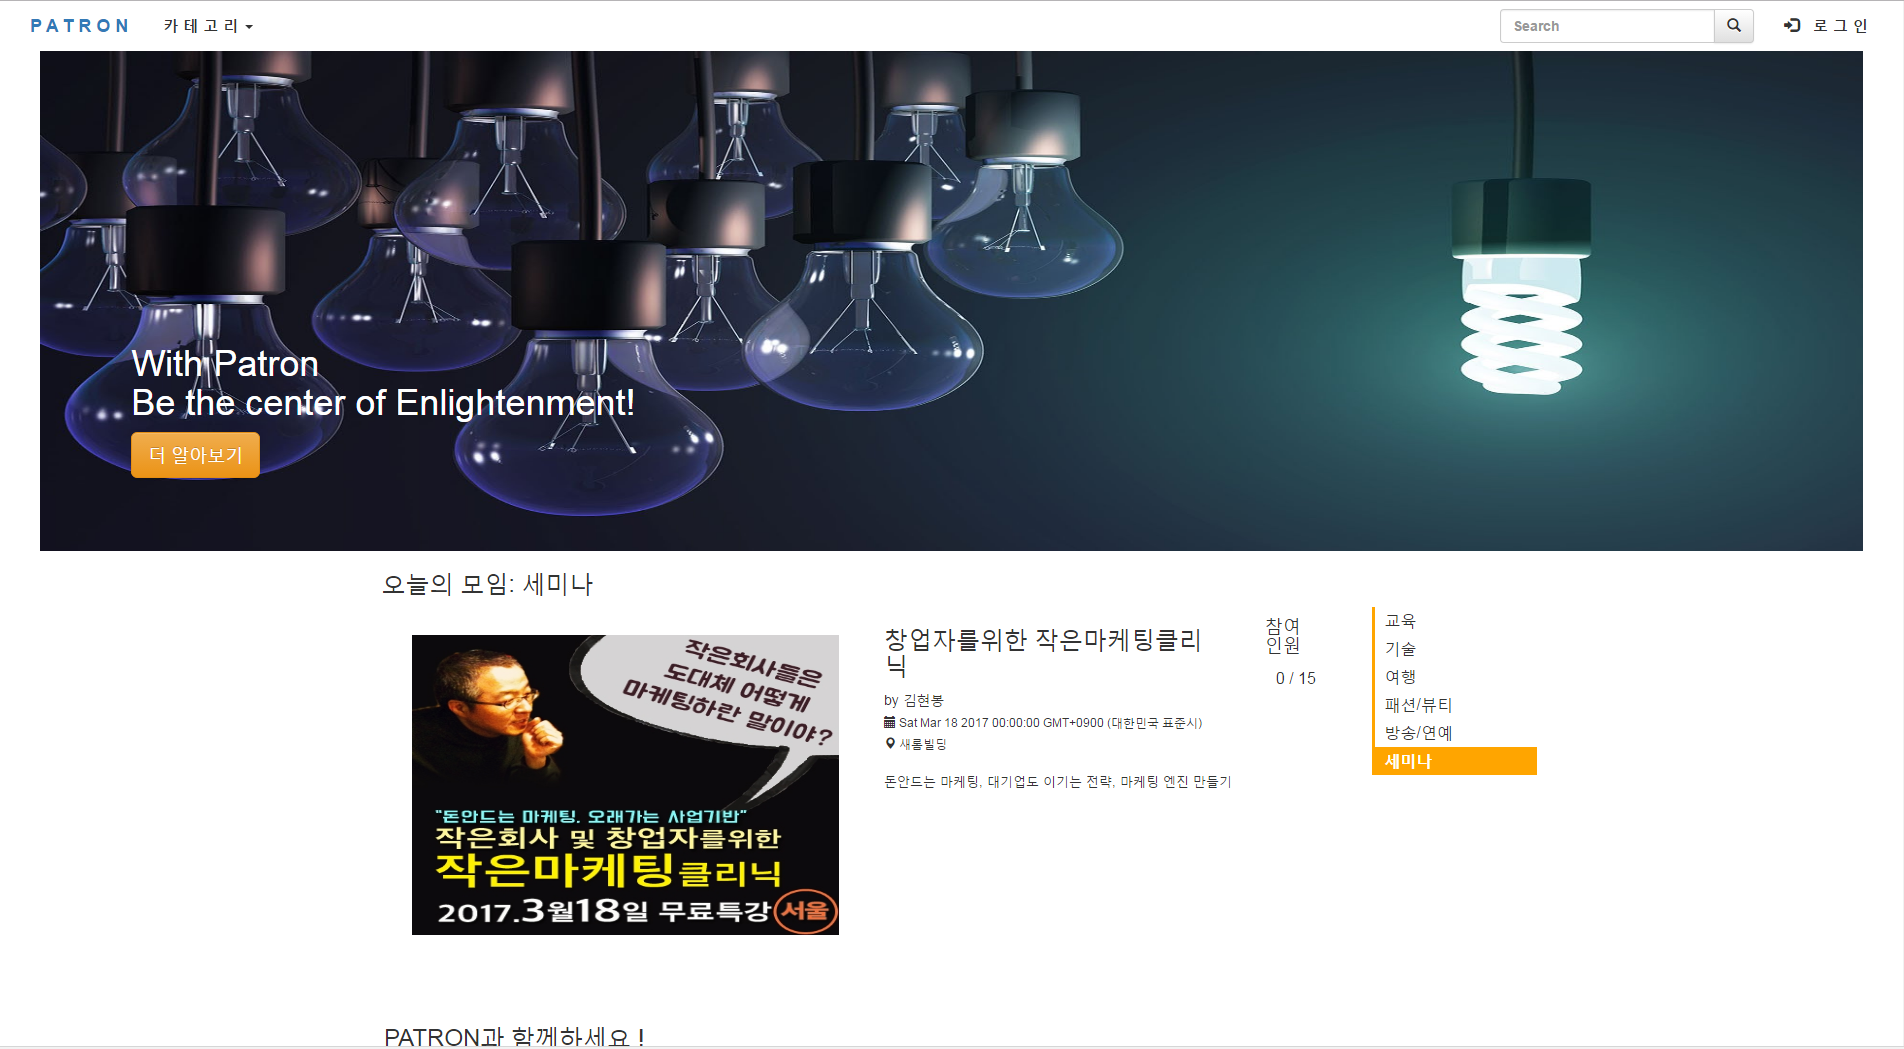 PATRON
카테고리
Search
로그인
With Patron
Be the center of Enlightenment!
더 알아보기
오늘의 모임: 세미나
작은회사들은
도대체 어떻게
마케팅하란 말이야?
"돈안드는 마케팅. 오래가는 사업기반"
작은회사 및 창업자를위한
작은마케팅클리닉
2017.3월18일 무료특강 서울
창업자를위한 작은마케팅클리
닉
by 김현봉
Sat Mar 18 2017 00:00:00 GMT+0900 (대한민국 표준시)
새롬빌딩
돈안드는 마케팅, 대기업도 이기는 전략, 마케팅 엔진 만들기
참여
인원
0 / 15
교육
기술
여행
패션/뷰티
방송/연예
세미나
PATRON과 함께하세요 !